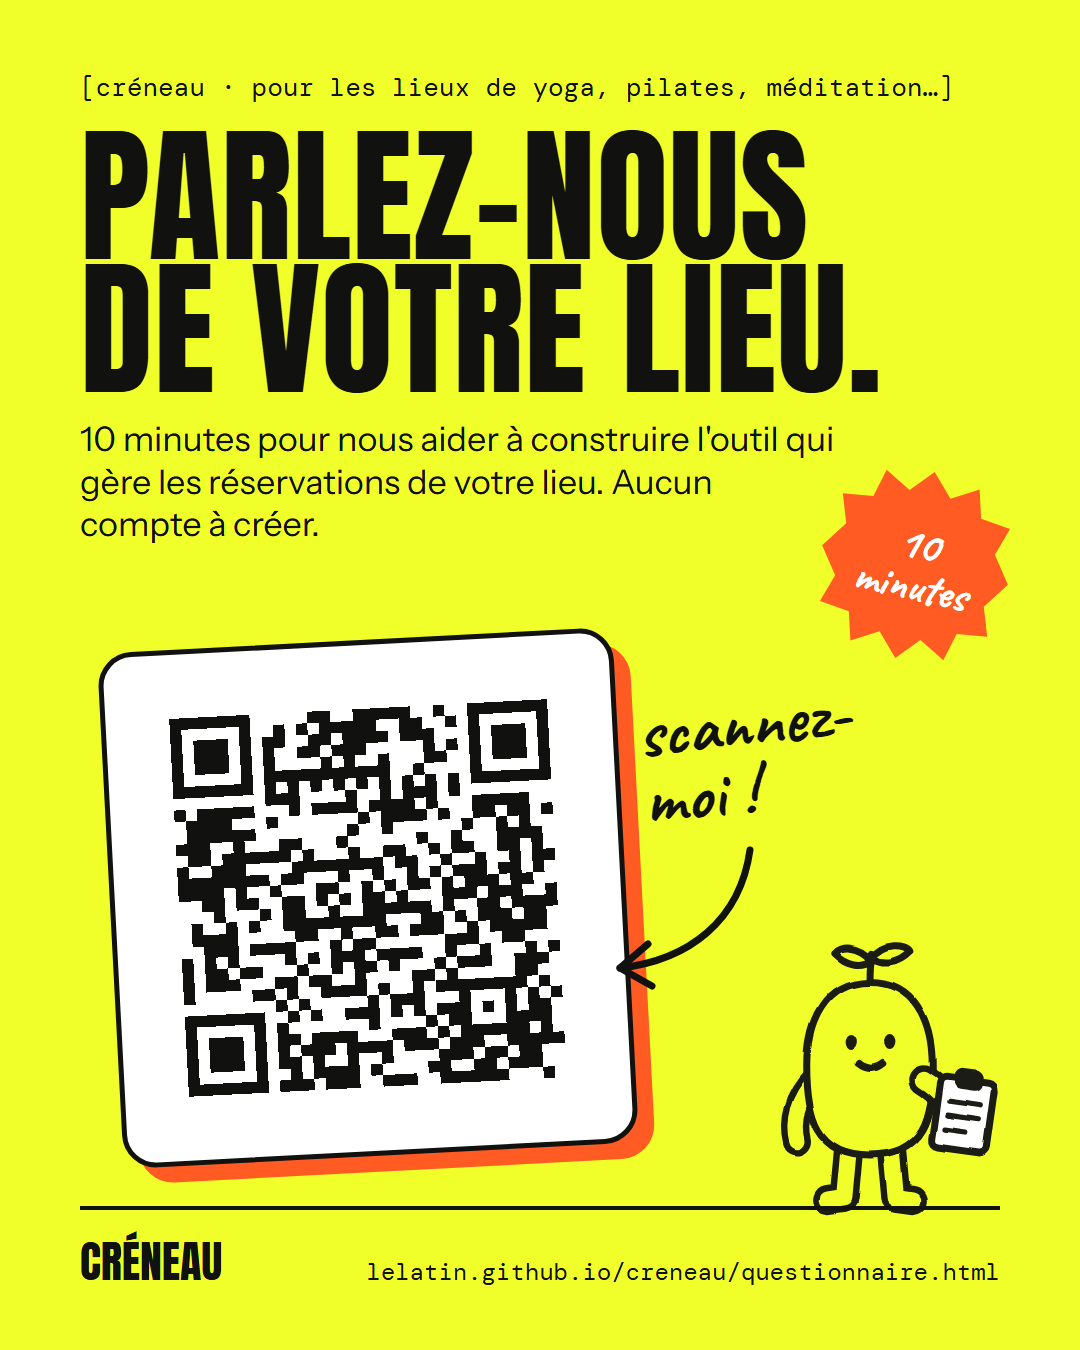 [créneau · pour les lieux de yoga, pilates, méditation…]
PARLEZ-NOUS
DE VOTRE LIEU.
10 minutes pour nous aider à construire l'outil qui
gère les réservations de votre lieu. Aucun
compte à créer.
10
minutes
scannez-
moi !
CRÉNEAU
lelatin.github.io/creneau/questionnaire.html